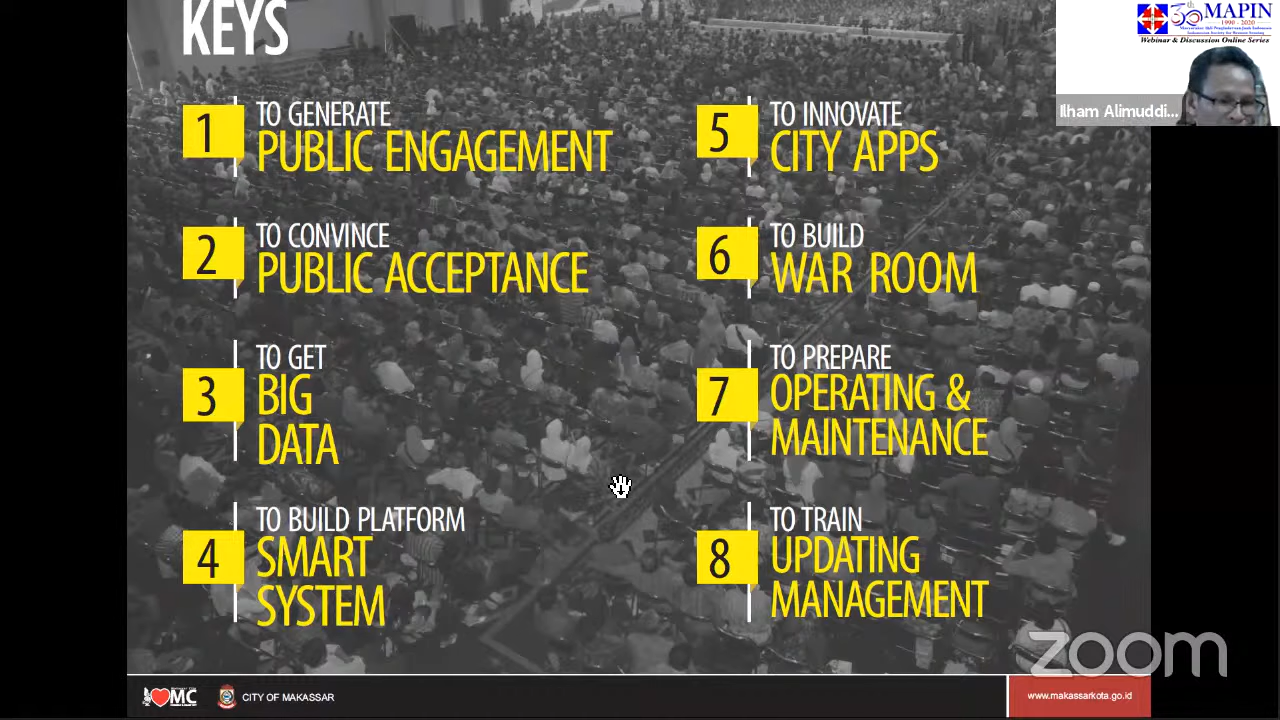 KEYS
1
TO GENERATE
PUBLIC ENGAGEMENT
2
TO CONVINCE
PUBLIC ACCEPTANCE
3
TO GET
BIG
DATA
4
TO BUILD PLATFORM
SMART
SYSTEM
5
TO INNOVATE
CITY APPS
6
TO BUILD
WAR ROOM
7
TO PREPARE
OPERATING &
MAINTENANCE
8
TO TRAIN
UPDATING
MANAGEMENT
MC
CITY OF MAKASSAR
www.makassarkota.go.id
zoom
30th MAPIN
1990 - 2020
Webinar & Discussion Online Series
Ilham Alimuddi...